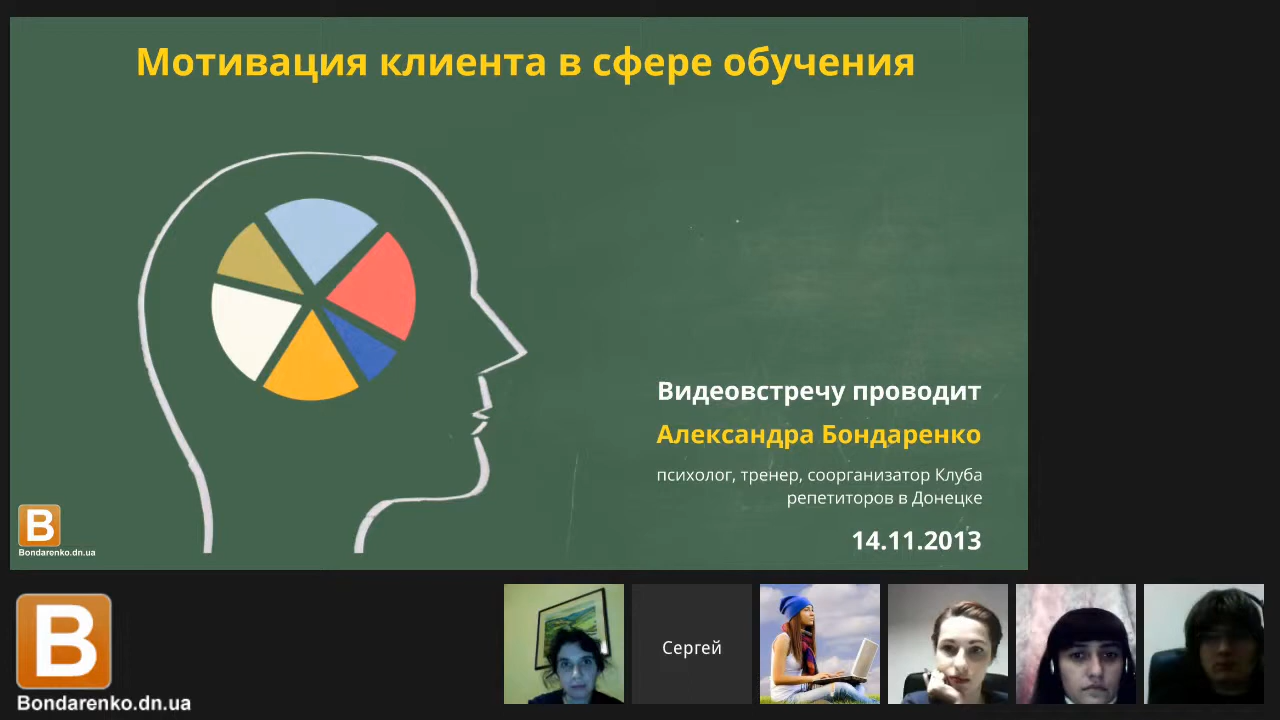 Мотивация клиента в сфере обучения
Видеовстречу проводит
Александра Бондаренко
психолог, тренер, соорганизатор Клуба
репетиторов в Донецке
14.11.2013
B
Bondarenko.dn.ua
B
Bondarenko.dn.ua
Сергей